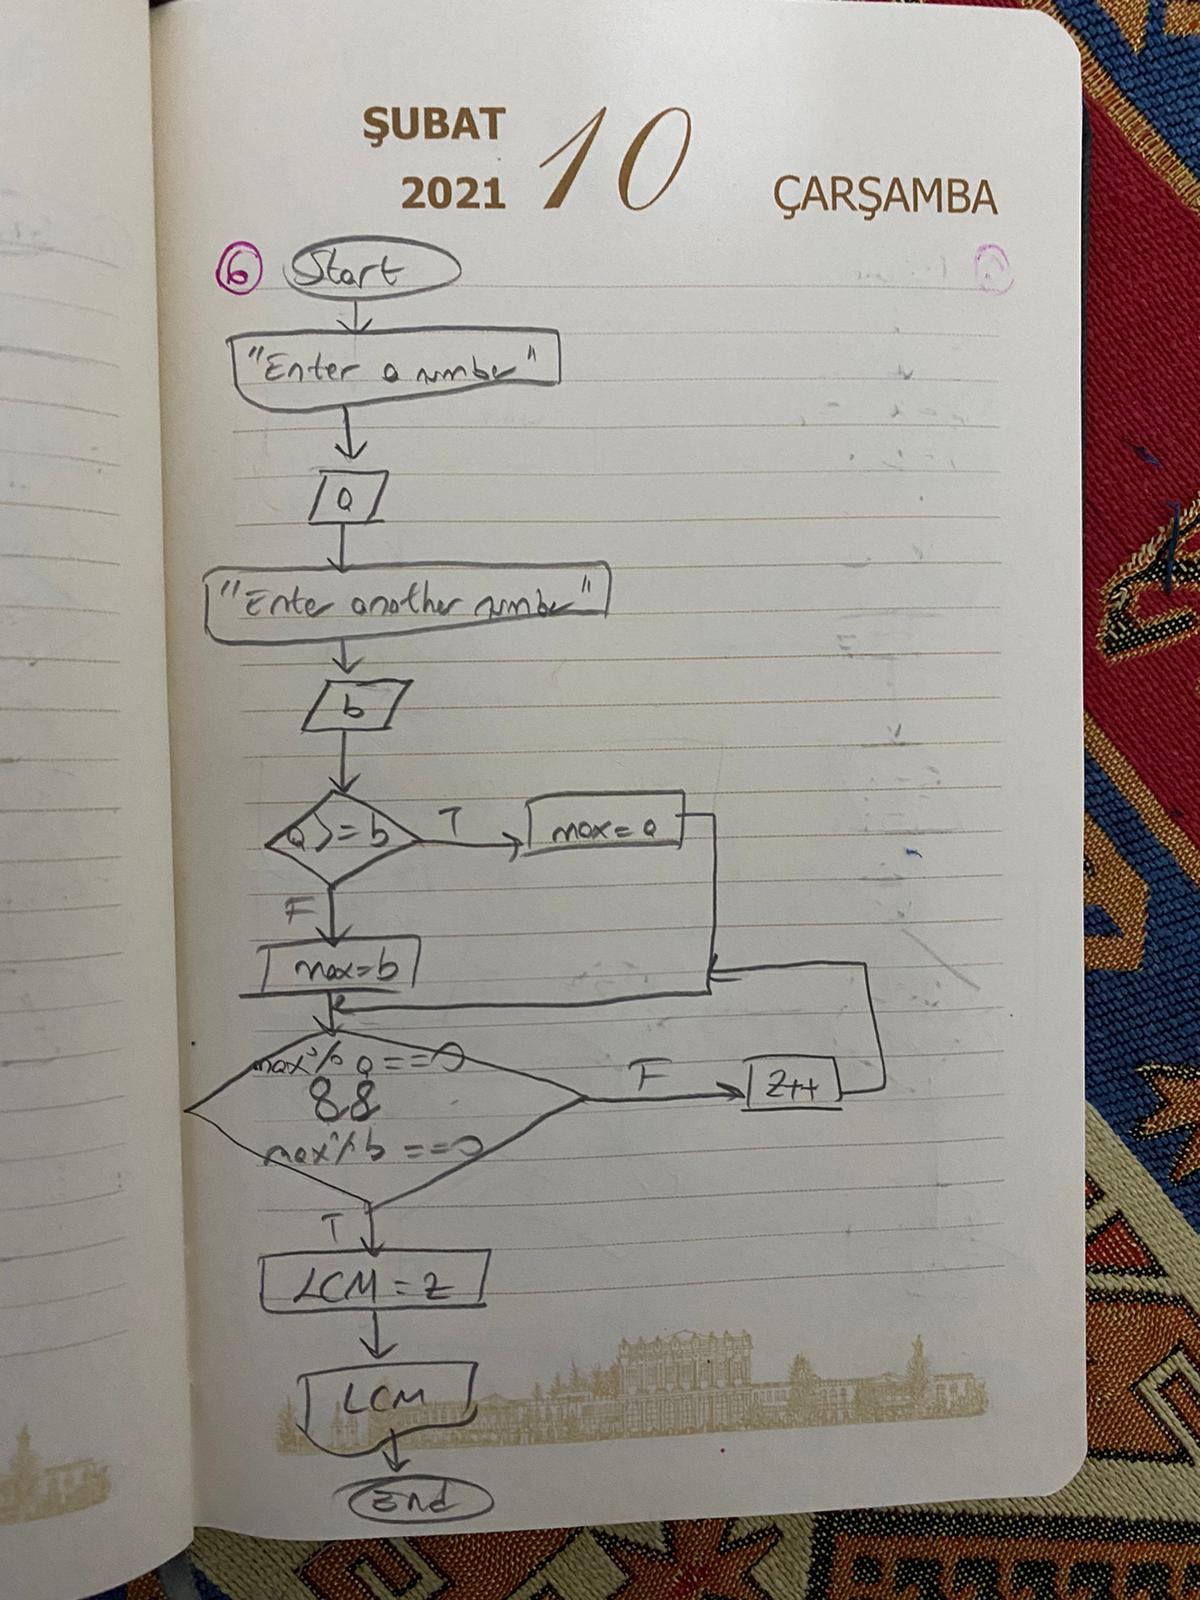 ŞUBAT
2021
10
ÇARŞAMBA
6
Start
"Enter a number"
a
"Enter another number"
b
a >= b
T
max = a
F
max = b
max % a == 0
&&
max % b == 0
F
z++
T
LCM = z
LCM
End